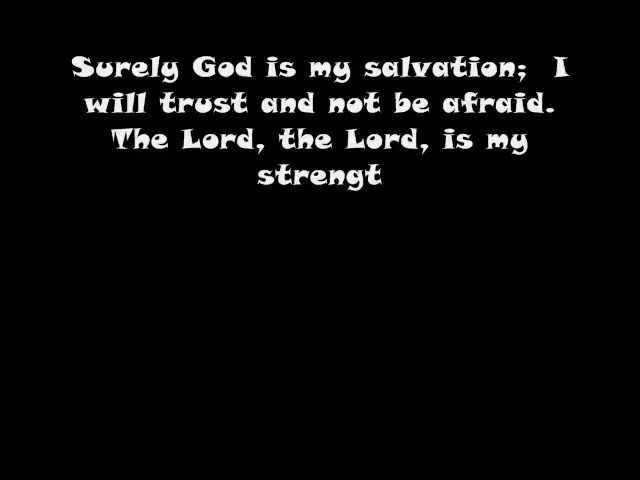 Surely God is my salvation;  I
will trust and not be afraid.
The Lord, the Lord, is my
strengt